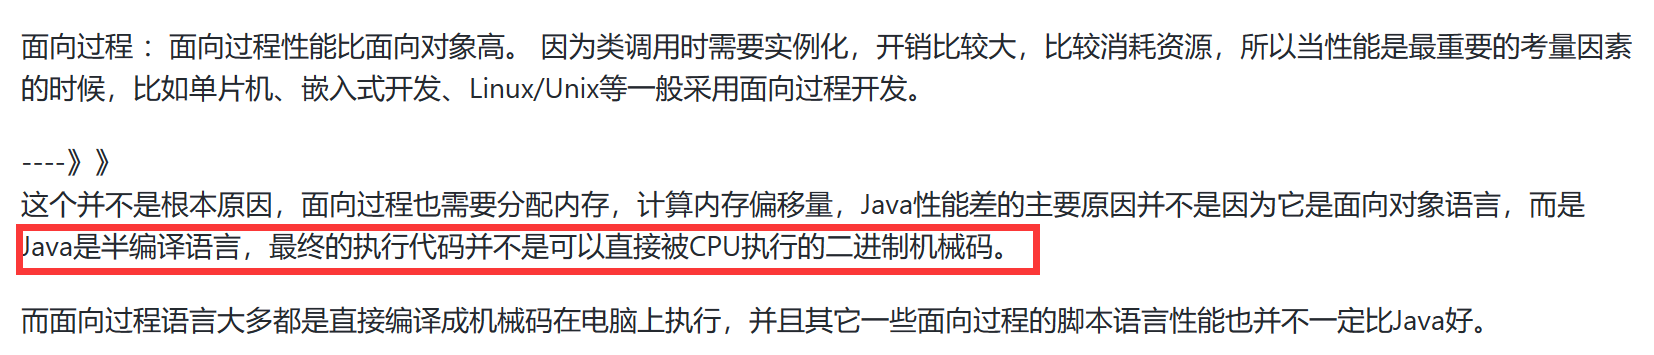 面向过程 ：面向过程性能比面向对象高。 因为类调用时需要实例化，开销比较大，比较消耗资源，所以当性能是最重要的考量因素
的时候，比如单片机、嵌入式开发、Linux/Unix等一般采用面向过程开发。
----》》
这个并不是根本原因，面向过程也需要分配内存，计算内存偏移量，Java性能差的主要原因并不是因为它是面向对象语言，而是
Java是半编译语言，最终的执行代码并不是可以直接被CPU执行的二进制机械码。
而面向过程语言大多都是直接编译成机械码在电脑上执行，并且其它一些面向过程的脚本语言性能也并不一定比Java好。